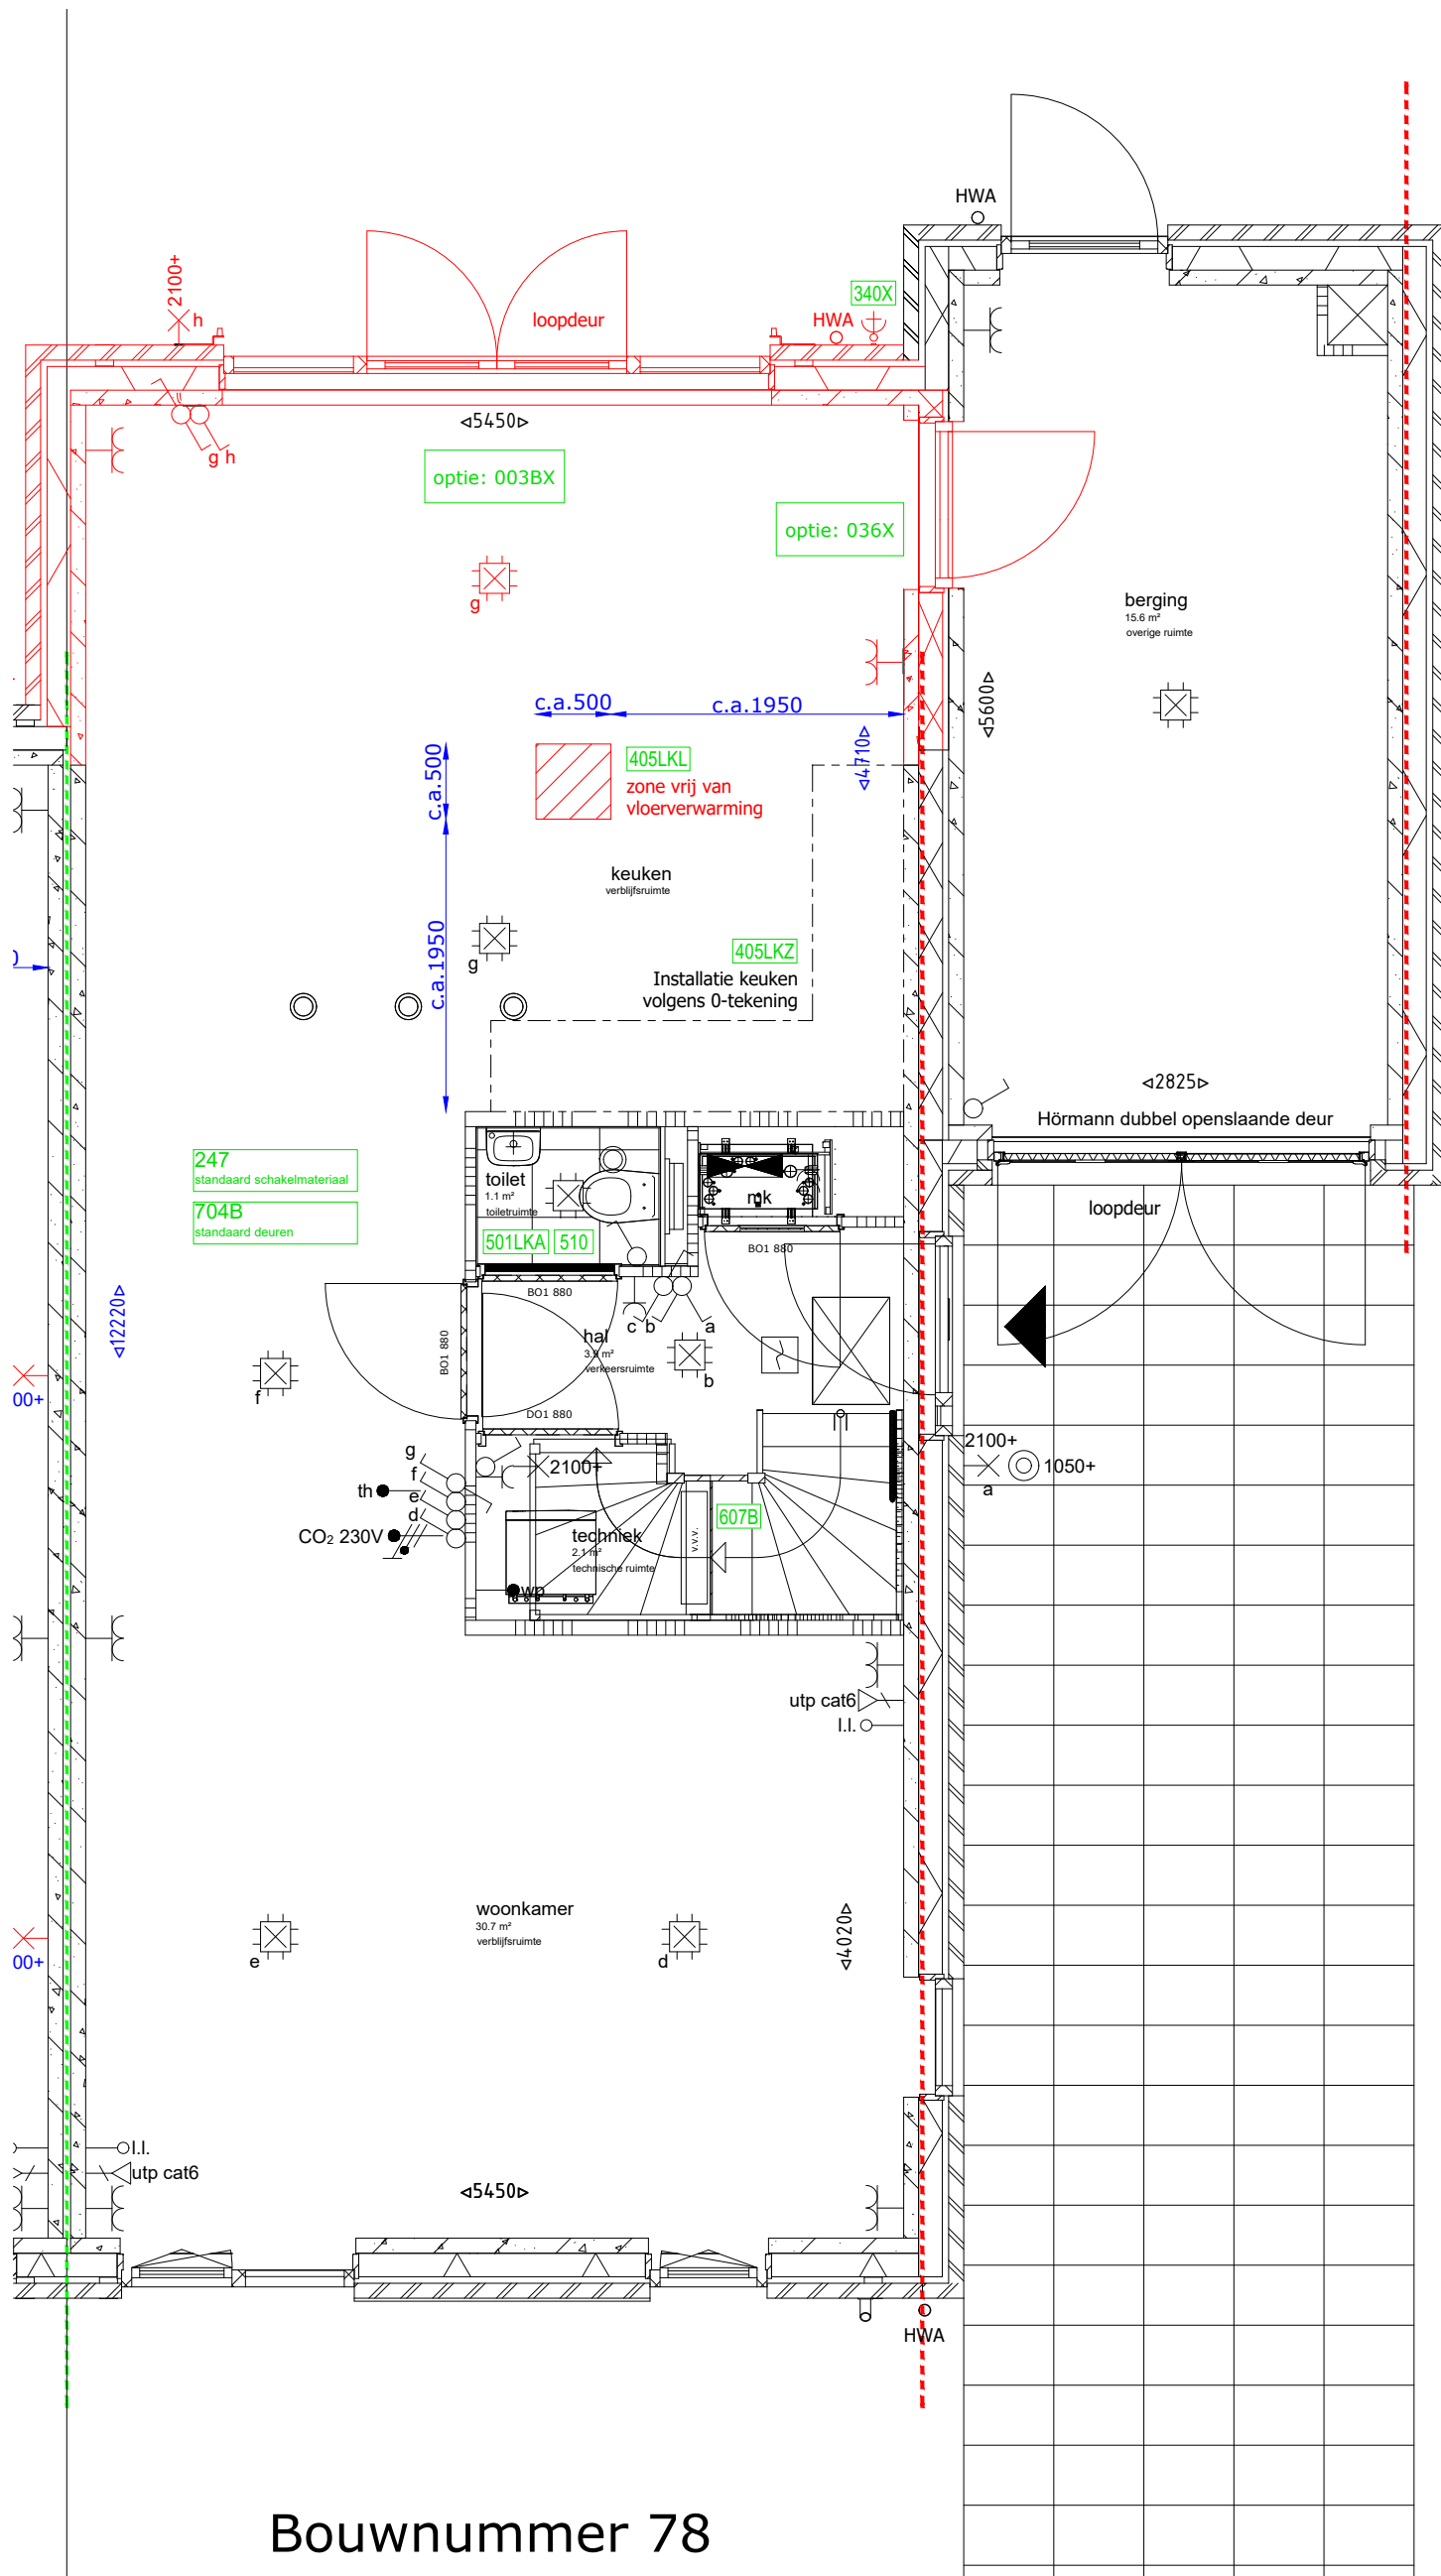 HWA
2100+
h
loopdeur
HWA
340X
5450
g h
optie: 003BX
optie: 036X
g
berging
15.6 m²
overige ruimte
5600
c.a.500
c.a.1950
4710
c.a.500
405LKL
zone vrij van
vloerverwarming
keuken
verblijfsruimte
c.a.1950
405LKZ
g
Installatie keuken
volgens 0-tekening
2825
Hörmann dubbel openslaande deur
247
standaard schakelmateriaal
704B
standaard deuren
toilet
1.1 m²
toiletruimte
mk
501LKA
510
loopdeur
BO1 880
BO1 880
12220
c b
a
hal
verkeersruimte
BO1 880
b
f
00+
DO1 880
g
f
th
e
d
2100+
2100+
a
1050+
CO₂ 230V
607B
techniek
2.1 m²
technische ruimte
v.v.v.
wp
utp cat6
l.l.
woonkamer
30.7 m²
verblijfsruimte
4020
e
d
00+
l.l.
utp cat6
5450
HWA
Bouwnummer 78